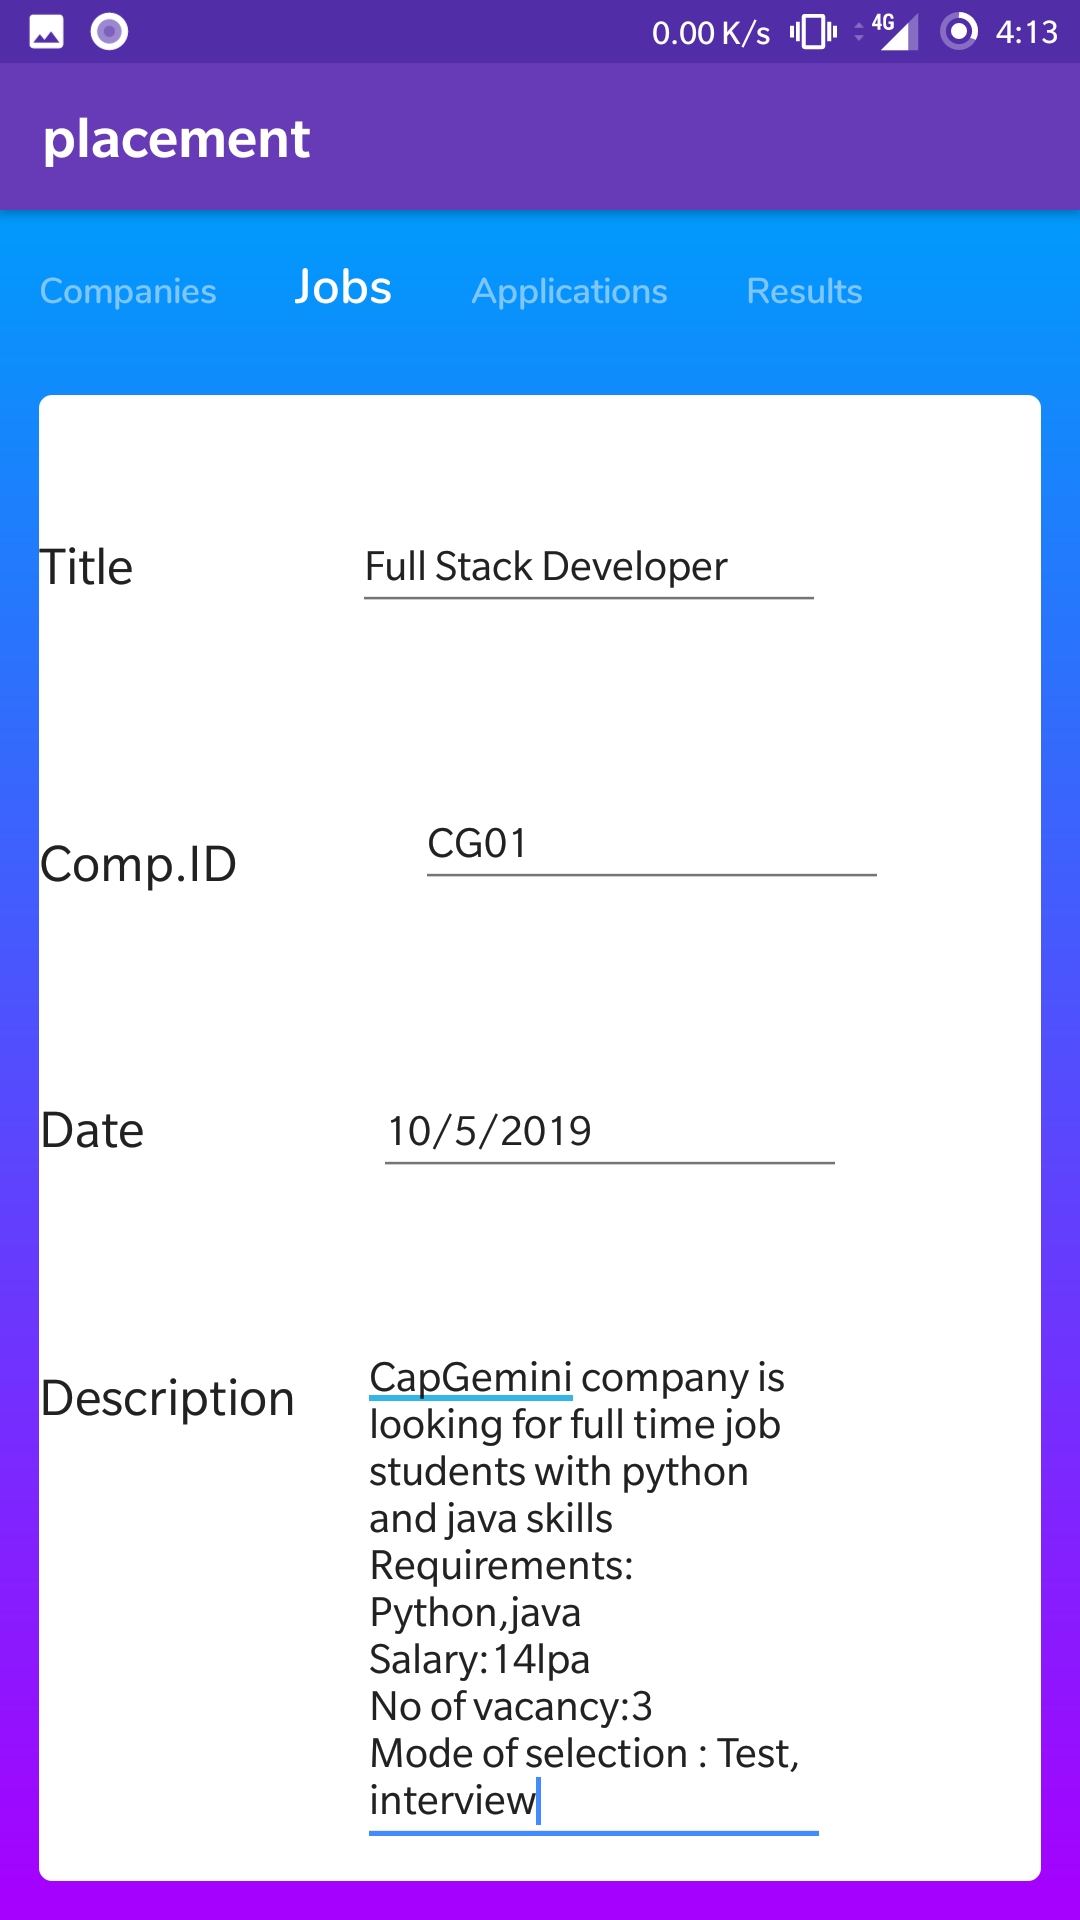 0.00 K/s 4G 4:13
placement
Companies Jobs Applications Results
Title Full Stack Developer
Comp.ID CG01
Date 10/5/2019
Description CapGemini company is
looking for full time job
students with python
and java skills
Requirements:
Python,java
Salary:14lpa
No of vacancy:3
Mode of selection : Test,
interview